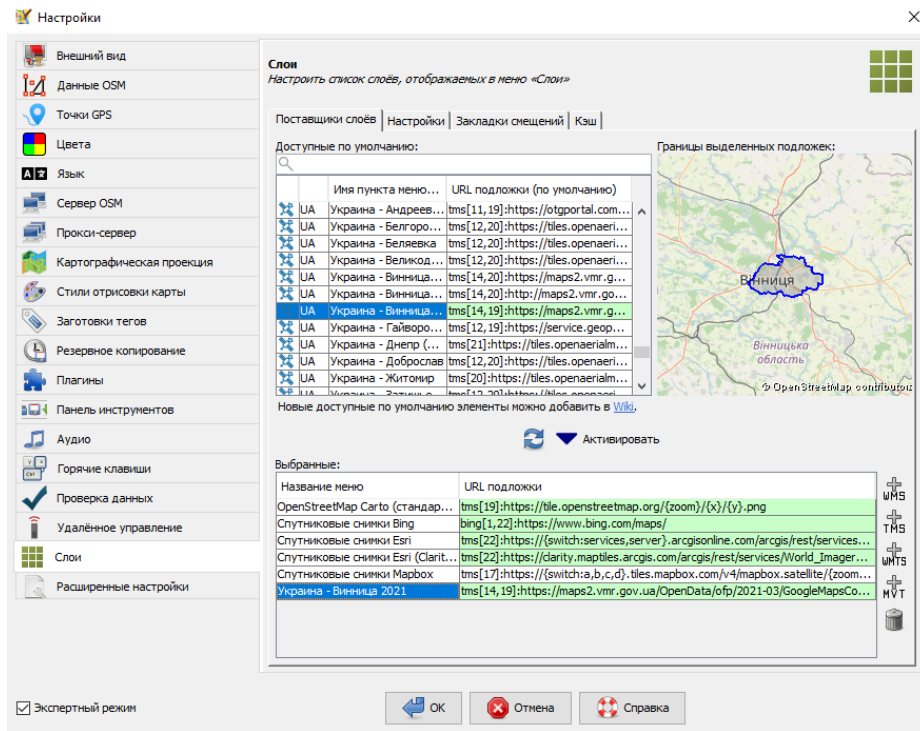 Настройки
Внешний вид
Данные OSM
Точки GPS
Цвета
Язык
Сервер OSM
Прокси-сервер
Картографическая проекция
Стили отрисовки карты
Заготовки тегов
Резервное копирование
Плагины
Панель инструментов
Аудио
Горячие клавиши
Проверка данных
Удалённое управление
Слои
Расширенные настройки
Экспертный режим
Слои
Настроить список слоёв, отображаемых в меню «Слои»
Поставщики слоёв Настройки Закладки смещений Кэш
Доступные по умолчанию:
Имя пункта меню... URL подложки (по умолчанию)
UA Украина - Андреев... tms[11,19]:https://otgportal.com...
UA Украина - Белгоро... tms[12,20]:https://tiles.openaeri...
UA Украина - Беляевка tms[12,20]:https://tiles.openaeri...
UA Украина - Великод... tms[12,20]:https://tiles.openaeri...
UA Украина - Винница... tms[14,20]:https://maps2.vmr.g...
UA Украина - Винница... tms[14,20]:http://maps2.vmr.go...
UA Украина - Винница... tms[14,19]:https://maps2.vmr.g...
UA Украина - Гайворо... tms[12,19]:https://service.geop...
UA Украина - Днепр (... tms[21]:https://tiles.openaerialm...
UA Украина - Доброслав tms[12,20]:https://tiles.openaeri...
UA Украина - Житомир tms[20]:https://tiles.openaerialm...
Границы выделенных подложек:
Вінниця
Вінницька
область
© OpenStreetMap contributors
Новые доступные по умолчанию элементы можно добавить в Wiki.
Активировать
Выбранные:
Название меню URL подложки
OpenStreetMap Carto (стандар... tms[19]:https://tile.openstreetmap.org/{zoom}/{x}/{y}.png
Спутниковые снимки Bing bing[1,22]:https://www.bing.com/maps/
Спутниковые снимки Esri tms[22]:https://{switch:services,server}.arcgisonline.com/arcgis/rest/services...
Спутниковые снимки Esri (Clarit... tms[22]:https://clarity.maptiles.arcgis.com/arcgis/rest/services/World_Imager...
Спутниковые снимки Mapbox tms[17]:https://{switch:a,b,c,d}.tiles.mapbox.com/v4/mapbox.satellite/{zoom...
Украина - Винница 2021 tms[14,19]:https://maps2.vmr.gov.ua/OpenData/ofp/2021-03/GoogleMapsCo...
WMS
TMS
WMTS
MVT
OK
Отмена
Справка